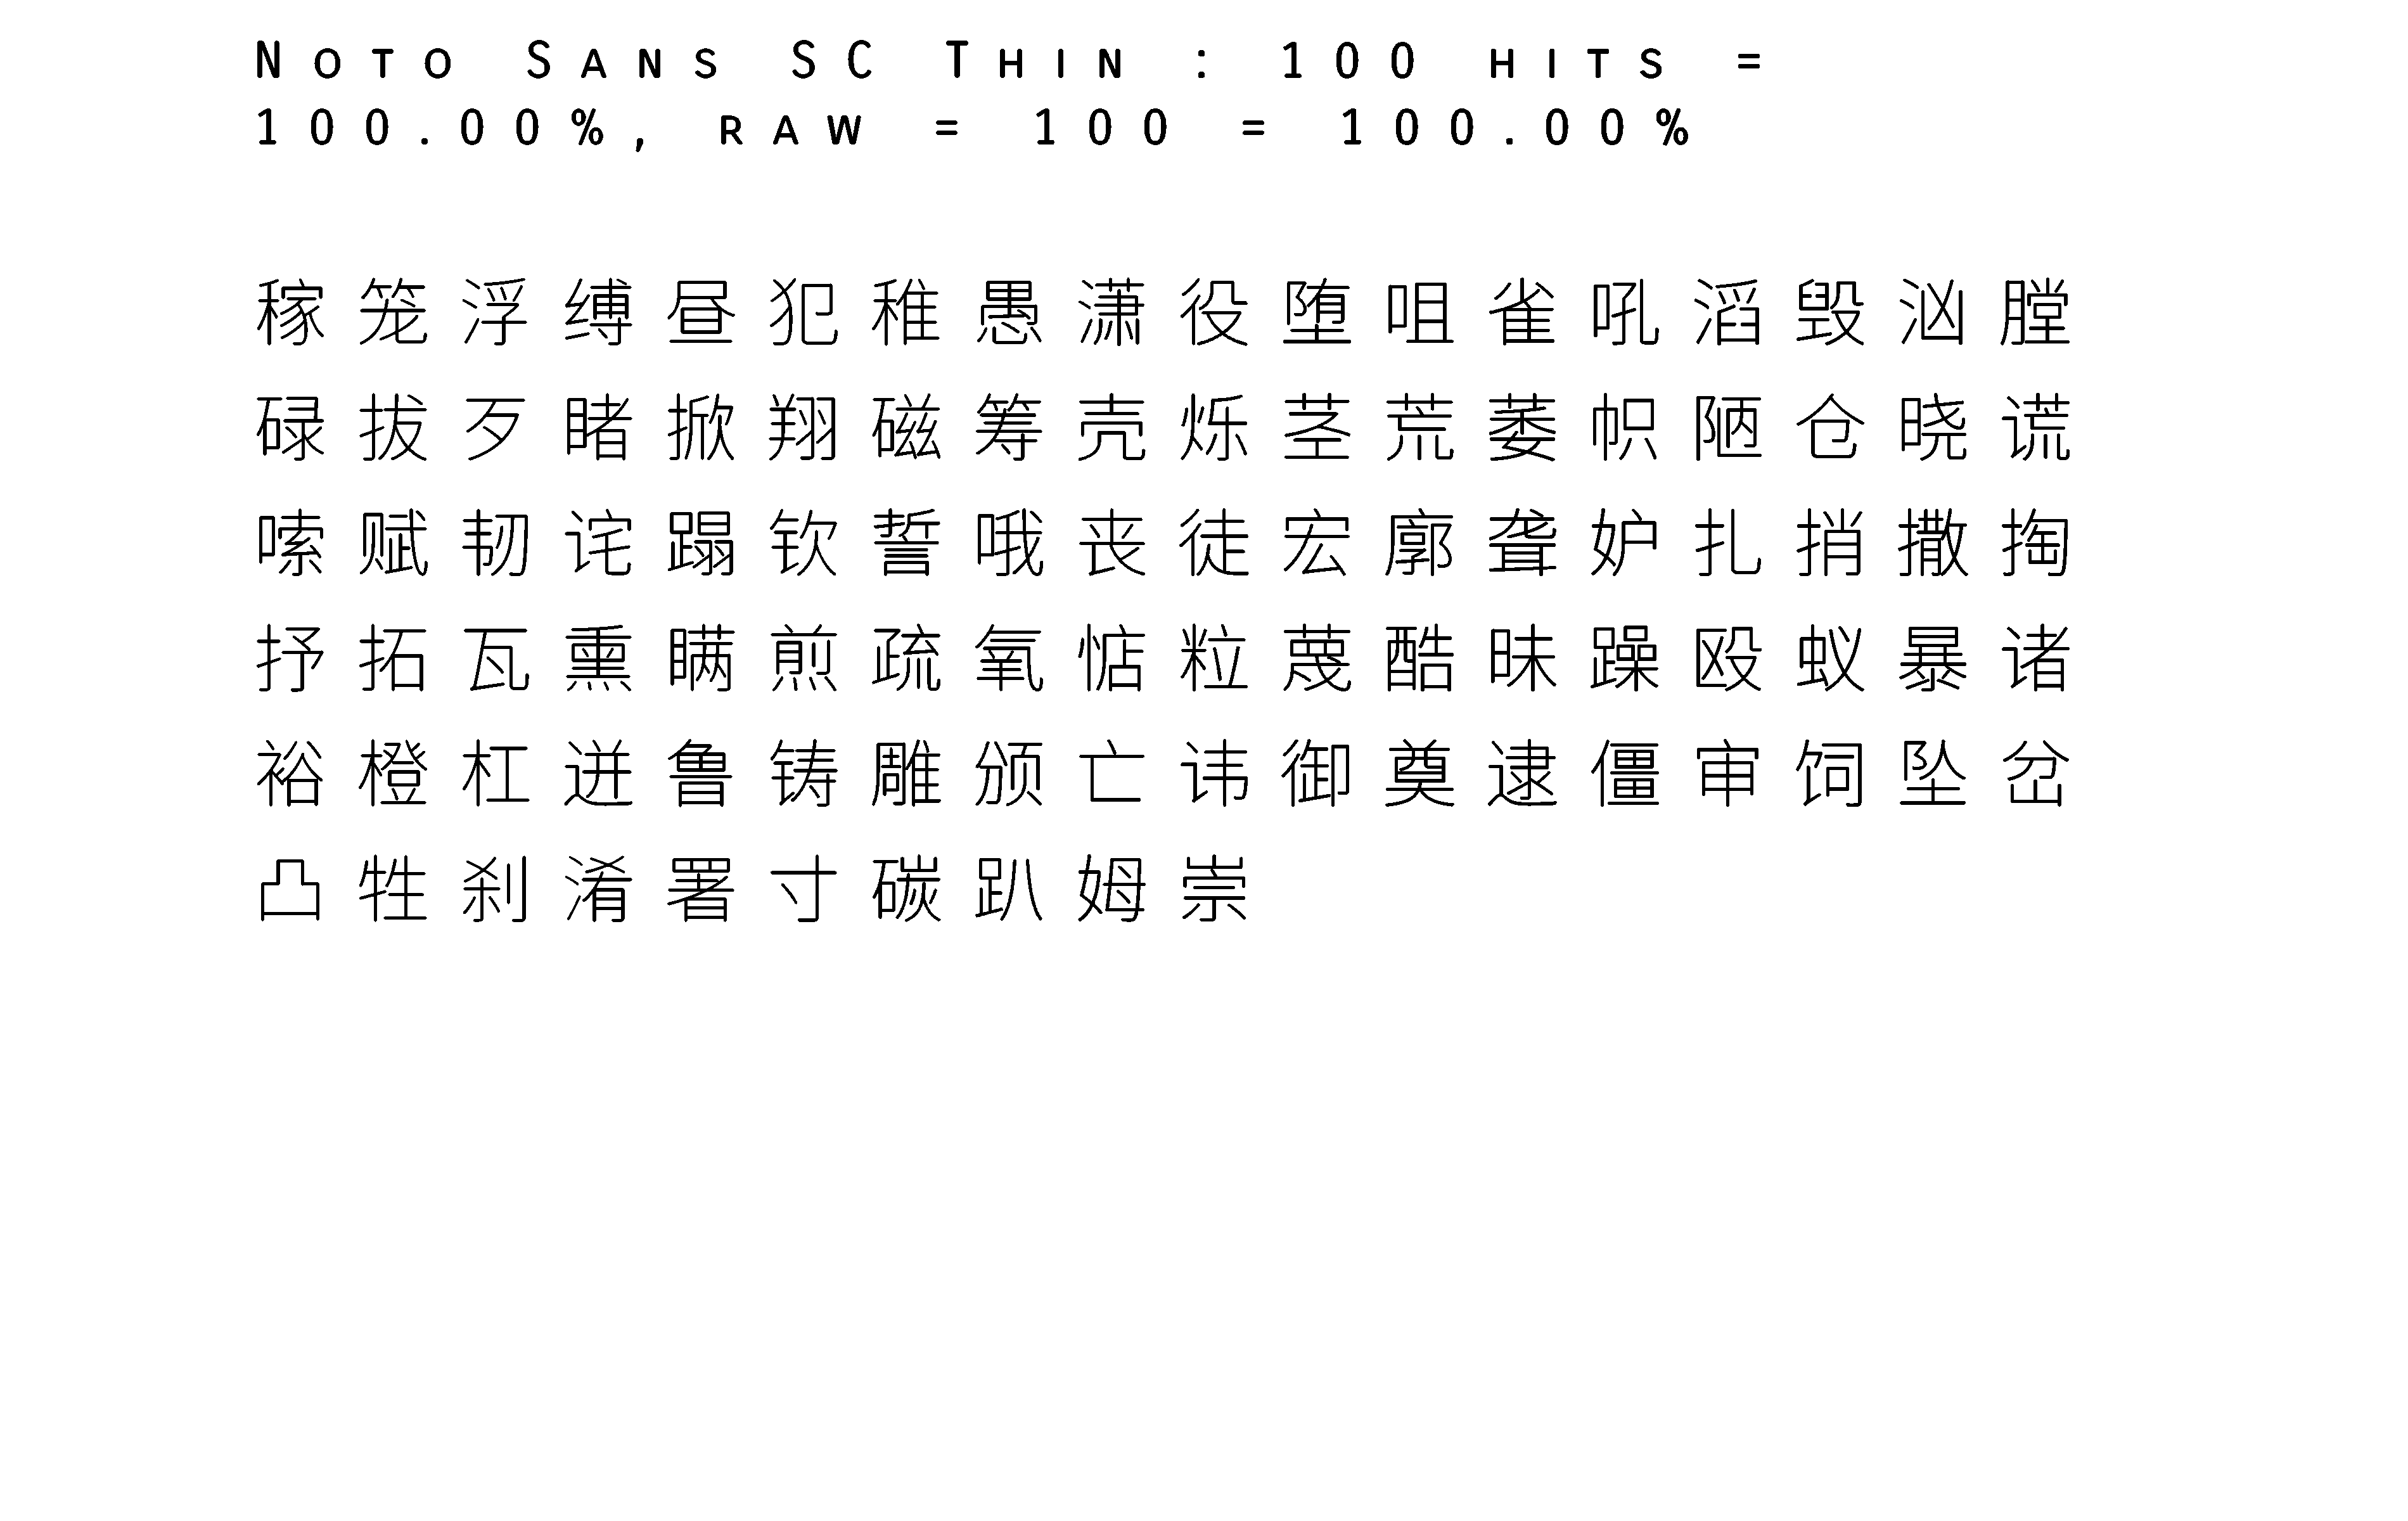 Noto Sans SC Thin : 100 hits =
100.00%, raw = 100 = 100.00%
稼笼浮缚昼犯稚愚潇役堕咀雀吼滔毁汹膛
碌拔歹睹掀翔磁筹壳烁茎荒萎帜陋仓晓谎
嗦赋韧诧蹋钦誓哦丧徒宏廓聋妒扎捎撒掏
抒拓瓦熏瞒煎疏氧惦粒蔑酷昧躁殴蚁暴诸
裕橙杠迸鲁铸雕颁亡讳御奠逮僵审饲坠岔
凸牲刹淆署寸碳趴姆崇